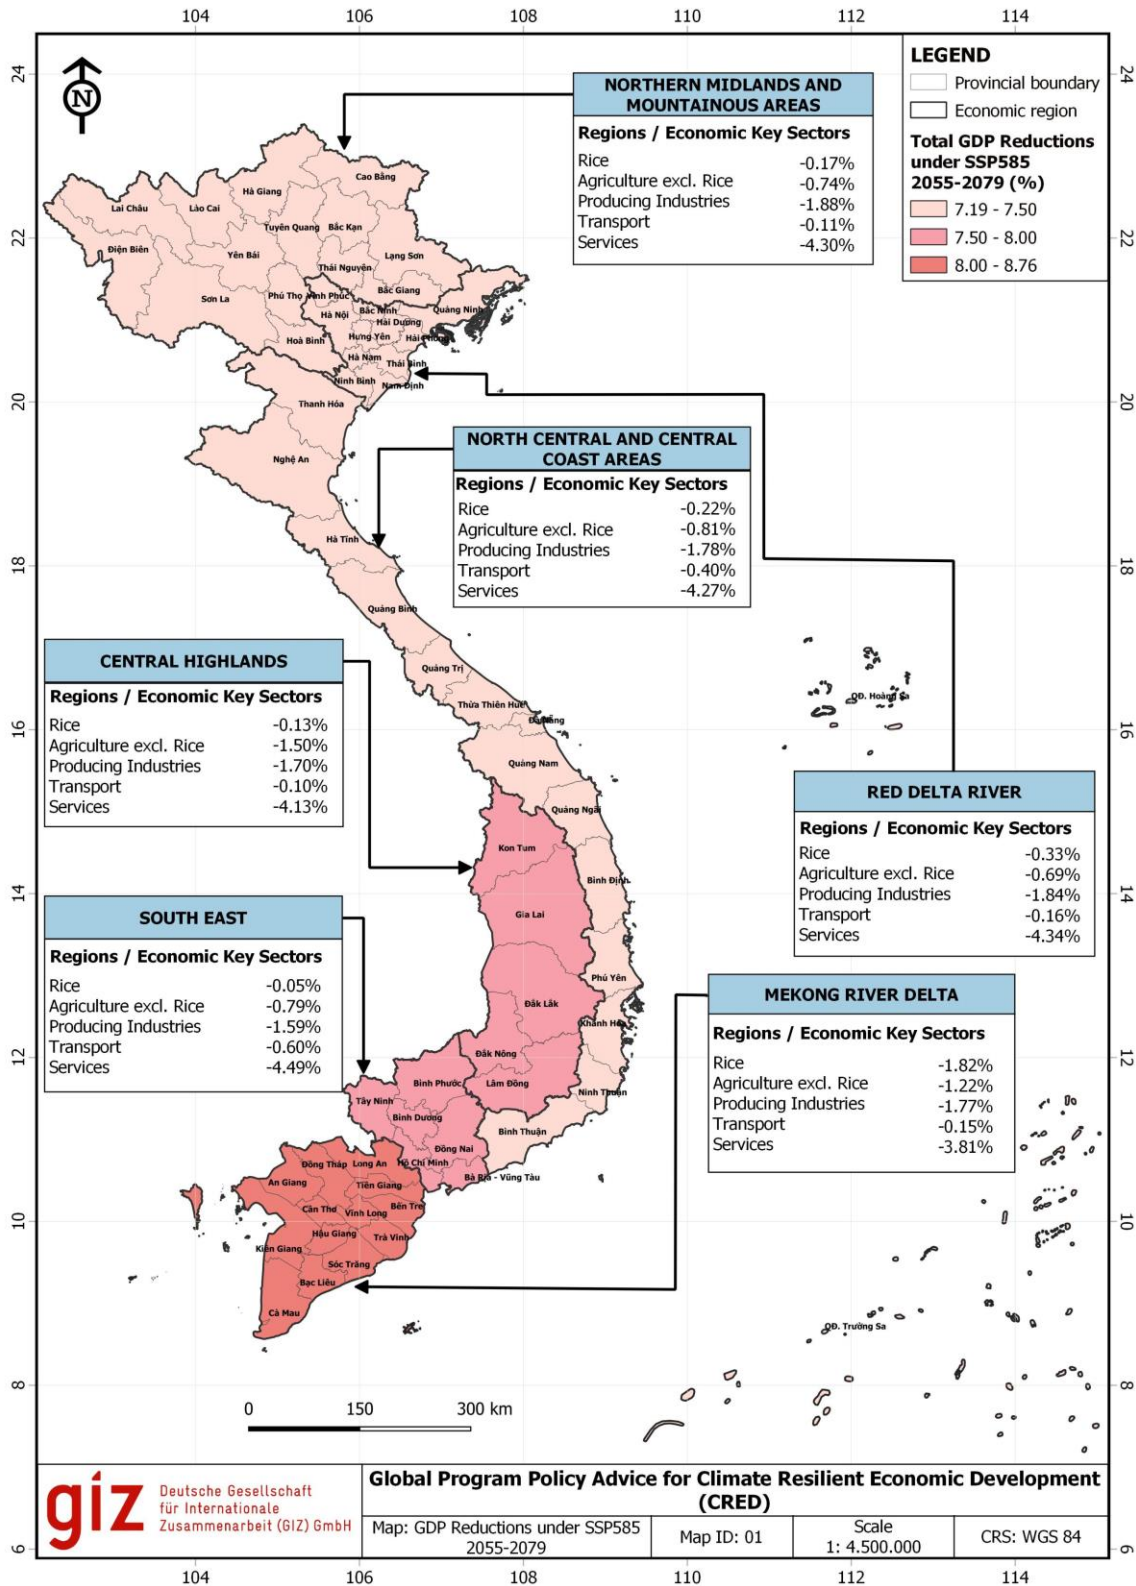 104 106 108 110 112 114
24
22
20
18
16
14
12
10
8
6
24
22
20
18
16
14
12
10
8
6
N
LEGEND
Provincial boundary
Economic region
Total GDP Reductions
under SSP585
2055-2079 (%)
7.19 - 7.50
7.50 - 8.00
8.00 - 8.76
NORTHERN MIDLANDS AND
MOUNTAINOUS AREAS
Regions / Economic Key Sectors
Rice -0.17%
Agriculture excl. Rice -0.74%
Producing Industries -1.88%
Transport -0.11%
Services -4.30%
NORTH CENTRAL AND CENTRAL
COAST AREAS
Regions / Economic Key Sectors
Rice -0.22%
Agriculture excl. Rice -0.81%
Producing Industries -1.78%
Transport -0.40%
Services -4.27%
CENTRAL HIGHLANDS
Regions / Economic Key Sectors
Rice -0.13%
Agriculture excl. Rice -1.50%
Producing Industries -1.70%
Transport -0.10%
Services -4.13%
RED DELTA RIVER
Regions / Economic Key Sectors
Rice -0.33%
Agriculture excl. Rice -0.69%
Producing Industries -1.84%
Transport -0.16%
Services -4.34%
SOUTH EAST
Regions / Economic Key Sectors
Rice -0.05%
Agriculture excl. Rice -0.79%
Producing Industries -1.59%
Transport -0.60%
Services -4.49%
MEKONG RIVER DELTA
Regions / Economic Key Sectors
Rice -1.82%
Agriculture excl. Rice -1.22%
Producing Industries -1.77%
Transport -0.15%
Services -3.81%
Cao Bằng
Hà Giang
Lai Châu
Lào Cai
Tuyên Quang
Bắc Kạn
Điện Biên
Yên Bái
Lạng Sơn
Thái Nguyên
Bắc Giang
Sơn La
Phú Thọ
Vĩnh Phúc
Quảng Ninh
Hà Nội
Bắc Ninh
Hải Dương
Hưng Yên
Hải Phòng
Hoà Bình
Hà Nam
Thái Bình
Ninh Bình
Nam Định
Thanh Hóa
Nghệ An
Hà Tĩnh
Quảng Bình
Quảng Trị
Thừa Thiên Huế
Đà Nẵng
Quảng Nam
Quảng Ngãi
Kon Tum
Bình Định
Gia Lai
Phú Yên
Đắk Lắk
Khánh Hòa
Đắk Nông
Lâm Đồng
Ninh Thuận
Bình Phước
Tây Ninh
Bình Dương
Bình Thuận
Đồng Nai
Hồ Chí Minh
Bà Rịa - Vũng Tàu
Đồng Tháp
Long An
An Giang
Tiền Giang
Cần Thơ
Vĩnh Long
Bến Tre
Hậu Giang
Trà Vinh
Kiên Giang
Sóc Trăng
Bạc Liêu
Cà Mau
QĐ. Hoàng Sa
QĐ. Trường Sa
0 150 300 km
giz
Deutsche Gesellschaft
für Internationale
Zusammenarbeit (GIZ) GmbH
Global Program Policy Advice for Climate Resilient Economic Development
(CRED)
Map: GDP Reductions under SSP585
2055-2079
Map ID: 01
Scale
1: 4.500.000
CRS: WGS 84
104 106 108 110 112 114